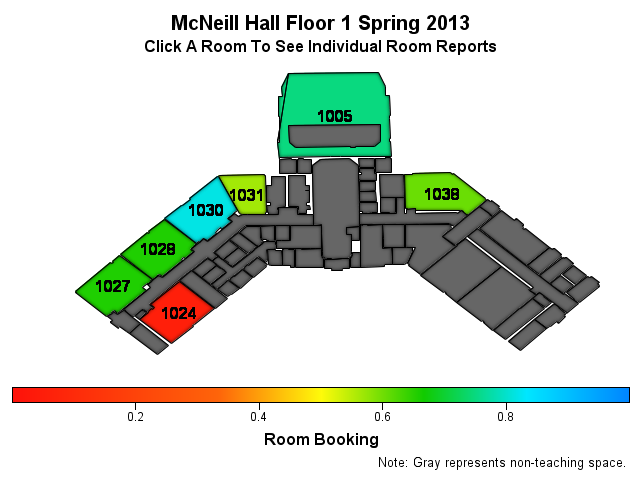 McNeill Hall Floor 1 Spring 2013
Click A Room To See Individual Room Reports
1005
1031
1038
1030
1028
1027
1024
0.2 0.4 0.6 0.8
Room Booking
Note: Gray represents non-teaching space.